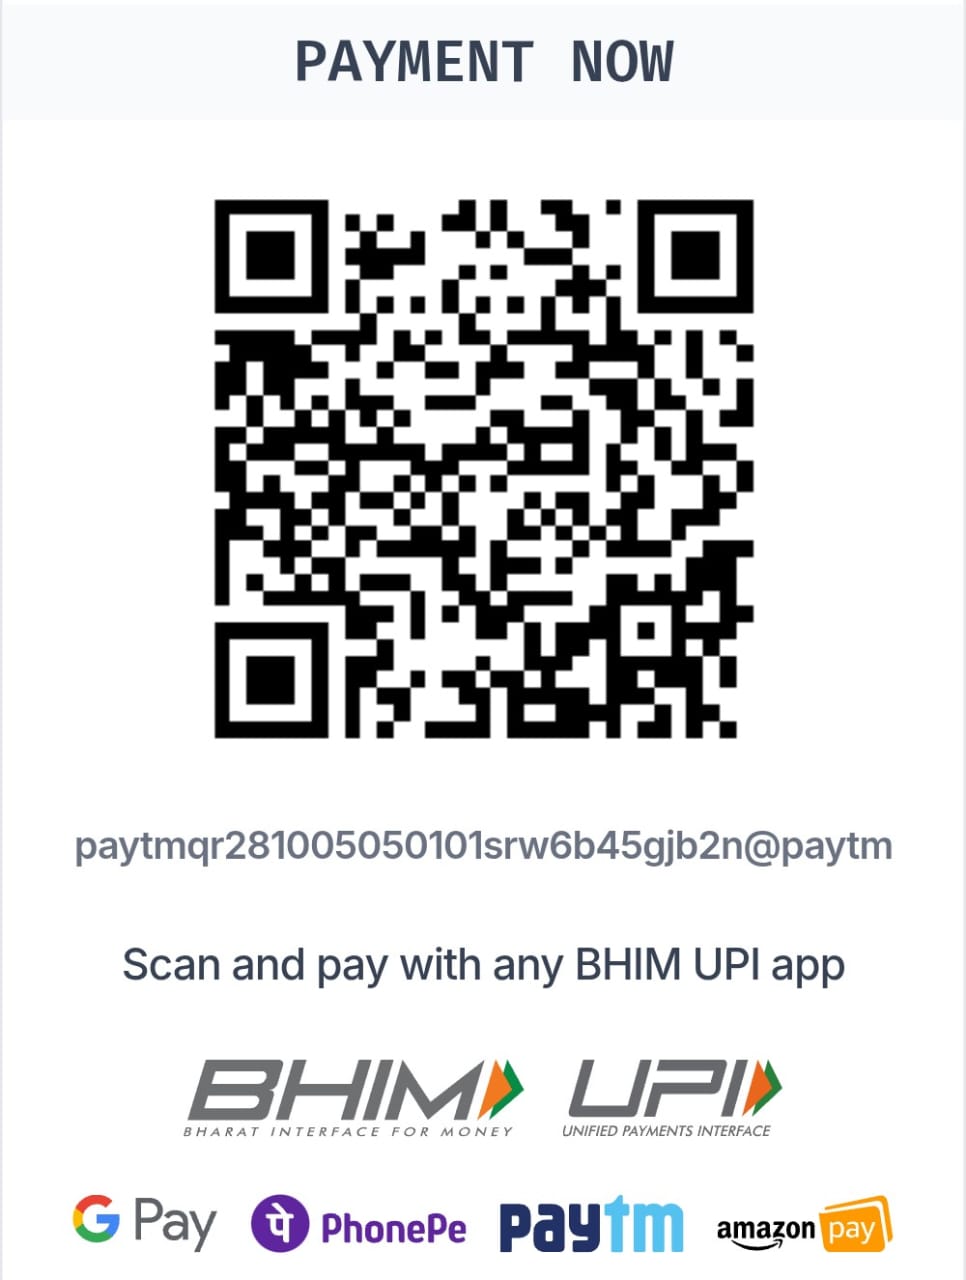 PAYMENT NOW
paytmqr281005050101srw6b45gjb2n@paytm
Scan and pay with any BHIM UPI app
BHIM UPI
BHARAT INTERFACE FOR MONEY UNIFIED PAYMENTS INTERFACE
G Pay पे PhonePe paytm amazon pay